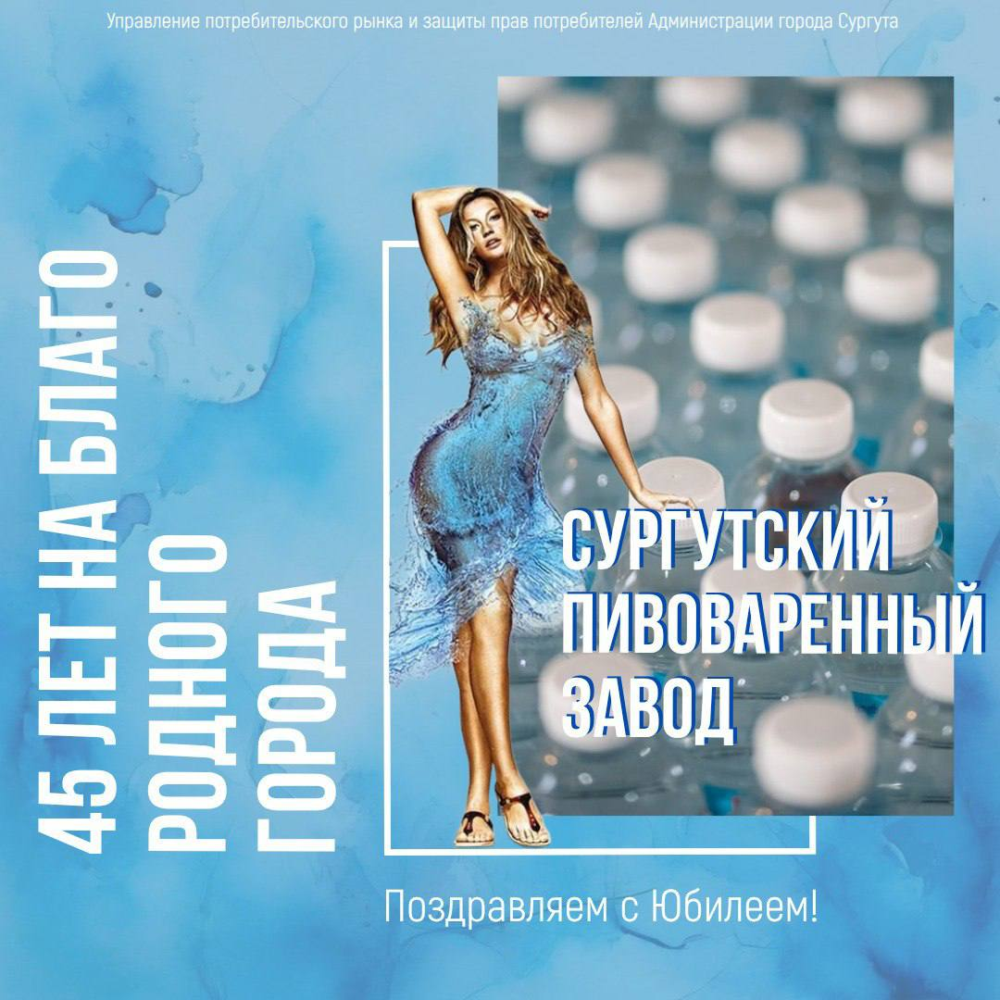 Управление потребительского рынка и защиты прав потребителей Администрации города Сургута
45 ЛЕТ НА БЛАГО
РОДНОГО
ГОРОДА
СУРГУТСКИЙ
ПИВОВАРЕННЫЙ
ЗАВОД
Поздравляем с Юбилеем!